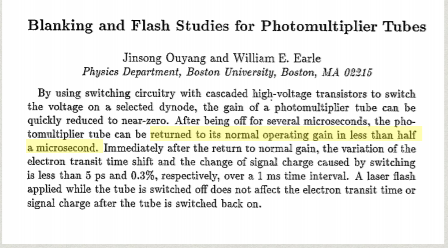 Blanking and Flash Studies for Photomultiplier Tubes
Jinsong Ouyang and William E. Earle
Physics Department, Boston University, Boston, MA 02215
By using switching circuitry with cascaded high-voltage transistors to switch
the voltage on a selected dynode, the gain of a photomultiplier tube can be
quickly reduced to near-zero. After being off for several microseconds, the pho-
tomultiplier tube can be returned to its normal operating gain in less than half
a microsecond. Immediately after the return to normal gain, the variation of the
electron transit time shift and the change of signal charge caused by switching
is less than 5 ps and 0.3%, respectively, over a 1 ms time interval. A laser flash
applied while the tube is switched off does not affect the electron transit time or
signal charge after the tube is switched back on.